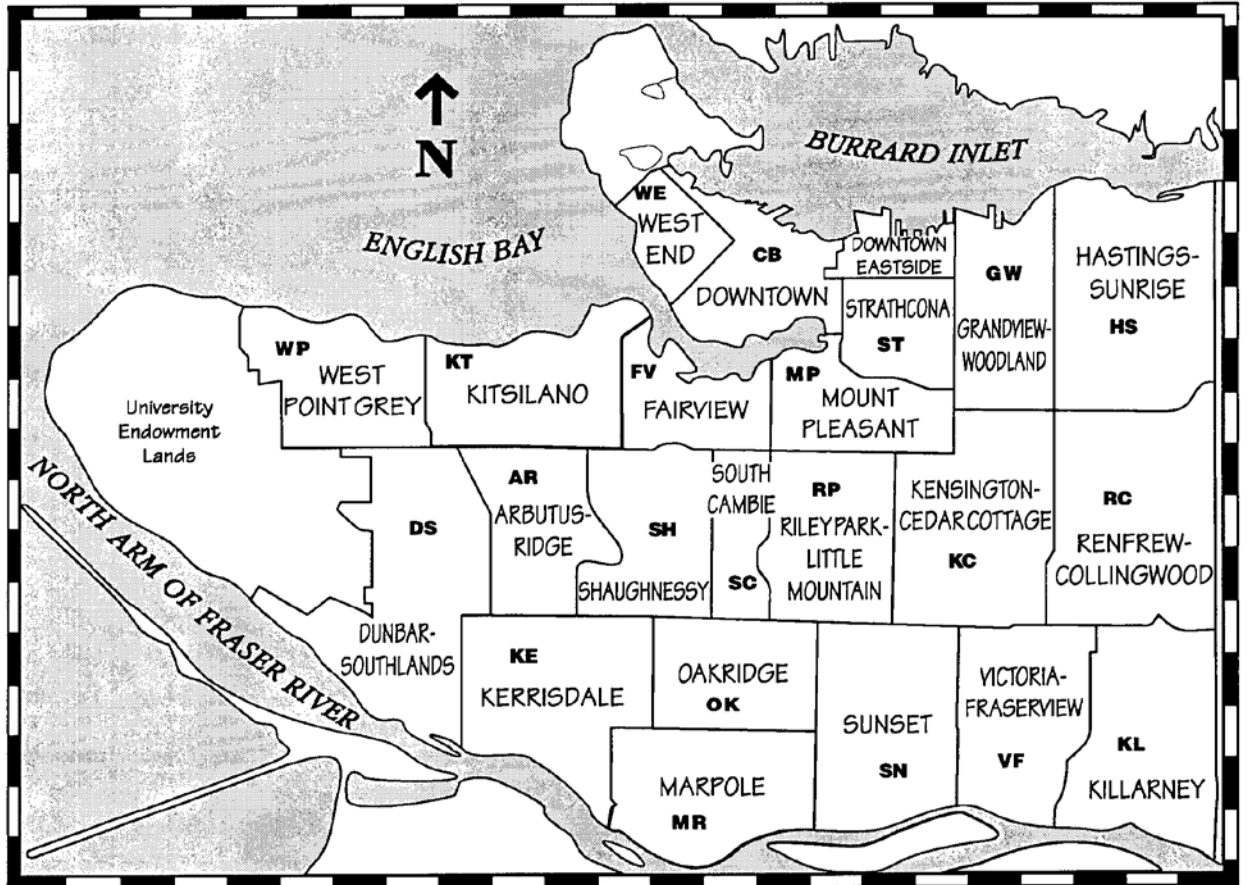 N
BURRARD INLET
ENGLISH BAY
WE
WEST
END
CB
DOWNTOWN
DOWNTOWN
EASTSIDE
STRATHCONA
ST
GW
GRANDVIEW-
WOODLAND
HASTINGS-
SUNRISE
HS
WP
WEST
POINT GREY
KT
KITSILANO
FV
FAIRVIEW
MP
MOUNT
PLEASANT
University
Endowment
Lands
NORTH ARM OF FRASER RIVER
DS
DUNBAR-
SOUTHLANDS
AR
ARBUTUS-
RIDGE
SH
SHAUGHNESSY
SOUTH
CAMBIE
SC
RP
RILEY PARK-
LITTLE
MOUNTAIN
KENSINGTON-
CEDAR COTTAGE
KC
RC
RENFREW-
COLLINGWOOD
KE
KERRISDALE
OAKRIDGE
OK
MARPOLE
MR
SUNSET
SN
VICTORIA-
FRASERVIEW
VF
KL
KILLARNEY